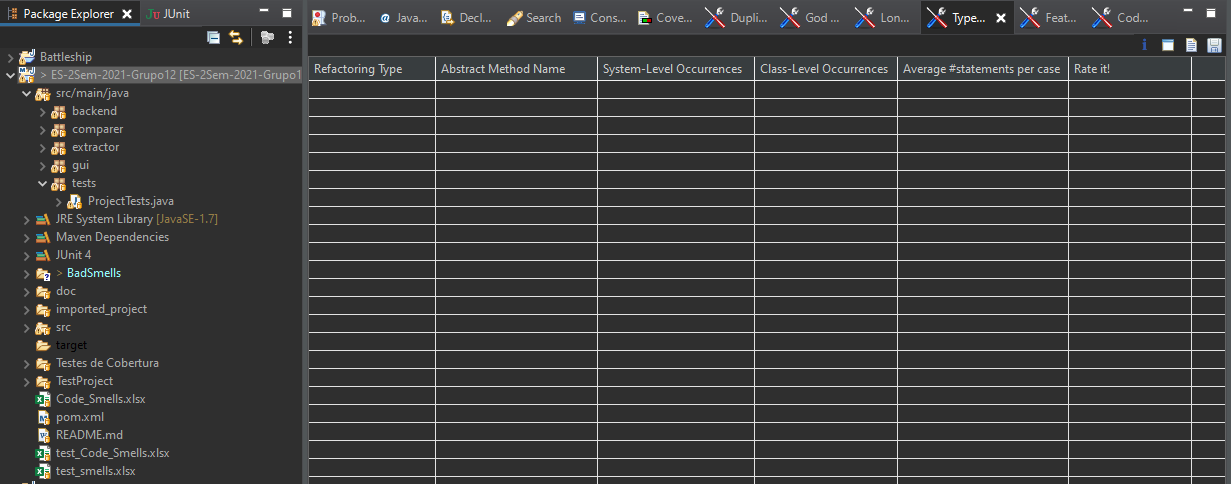 Package Explorer
JUnit
Battleship
> ES-2Sem-2021-Grupo12 [ES-2Sem-2021-Grupo1
src/main/java
backend
comparer
extractor
gui
tests
ProjectTests.java
JRE System Library [JavaSE-1.7]
Maven Dependencies
JUnit 4
> BadSmells
doc
imported_project
src
target
Testes de Cobertura
TestProject
Code_Smells.xlsx
pom.xml
README.md
test_Code_Smells.xlsx
test_smells.xlsx
Prob...
Java...
Decl...
Search
Cons...
Cove...
Dupli...
God ...
Lon...
Type...
Feat...
Cod...
Refactoring Type
Abstract Method Name
System-Level Occurrences
Class-Level Occurrences
Average #statements per case
Rate it!